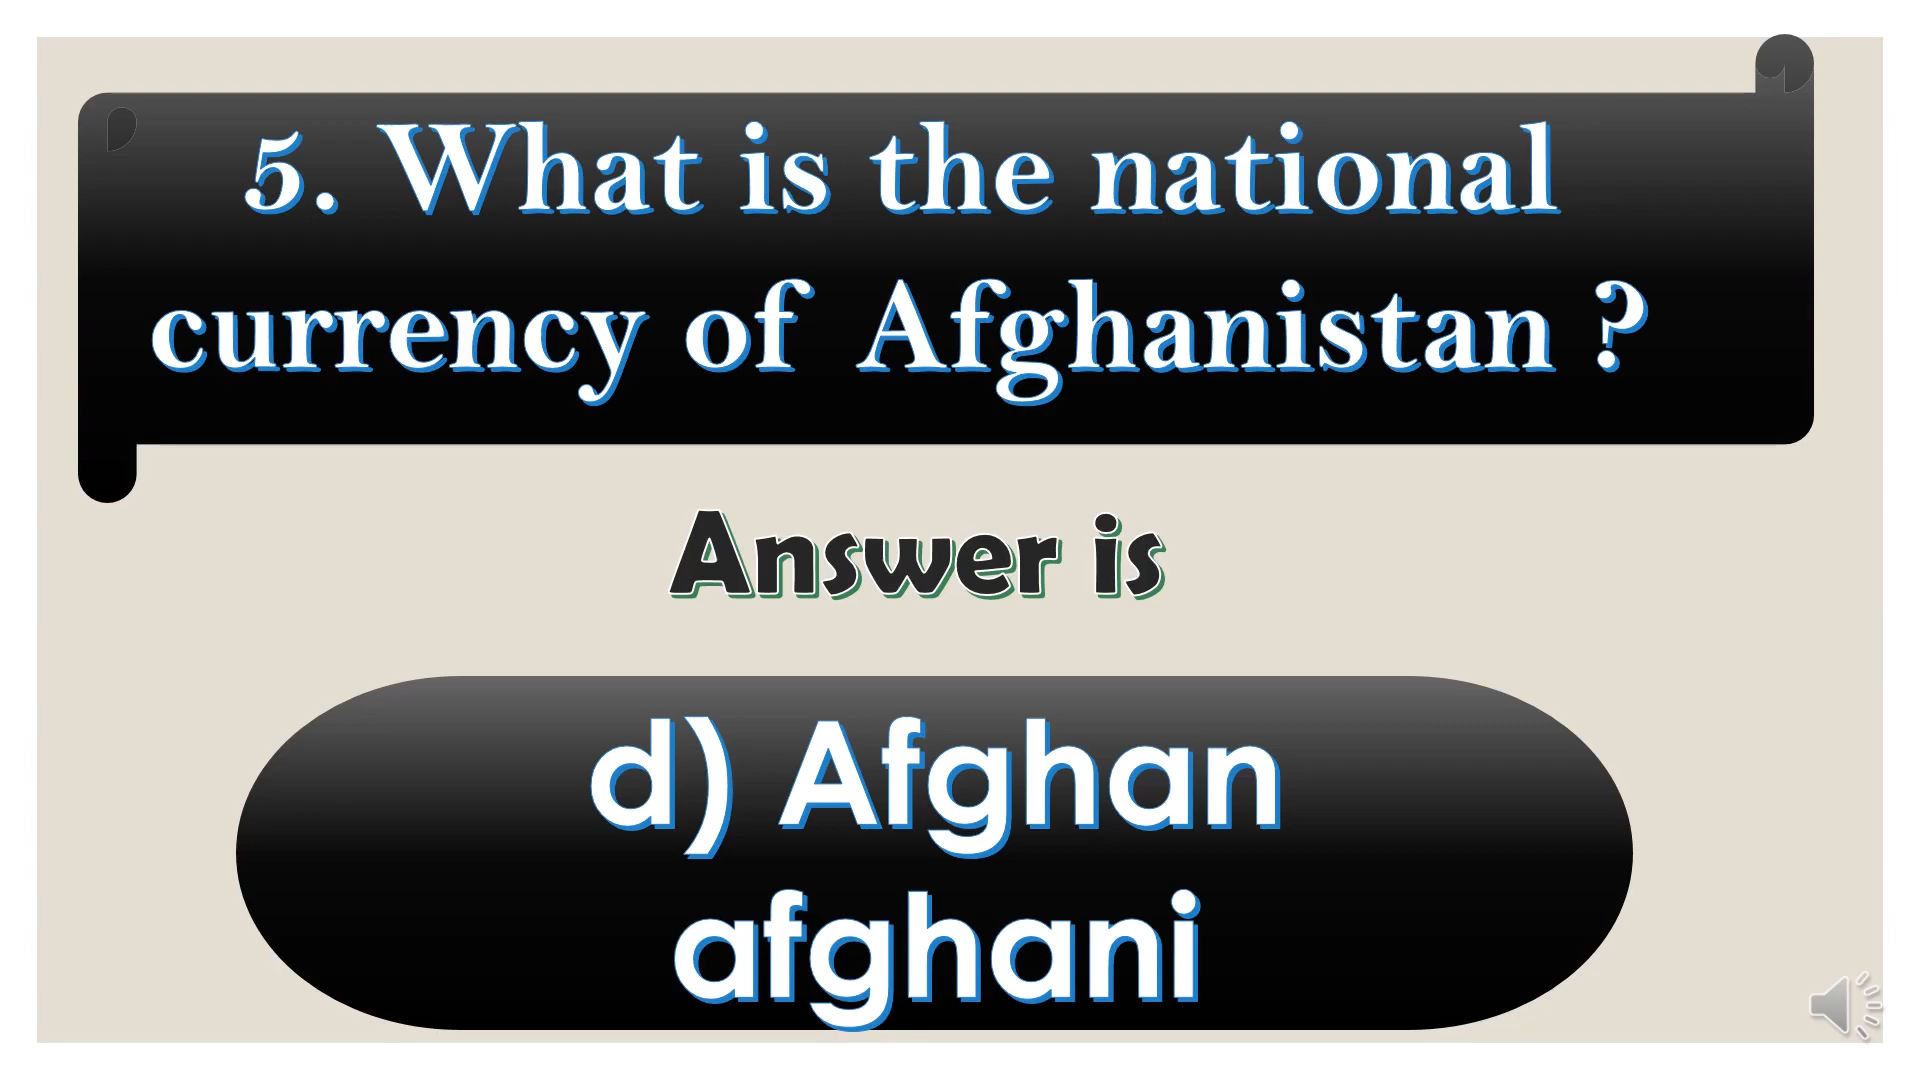 5. What is the national
currency of Afghanistan ?
Answer is
d) Afghan
afghani